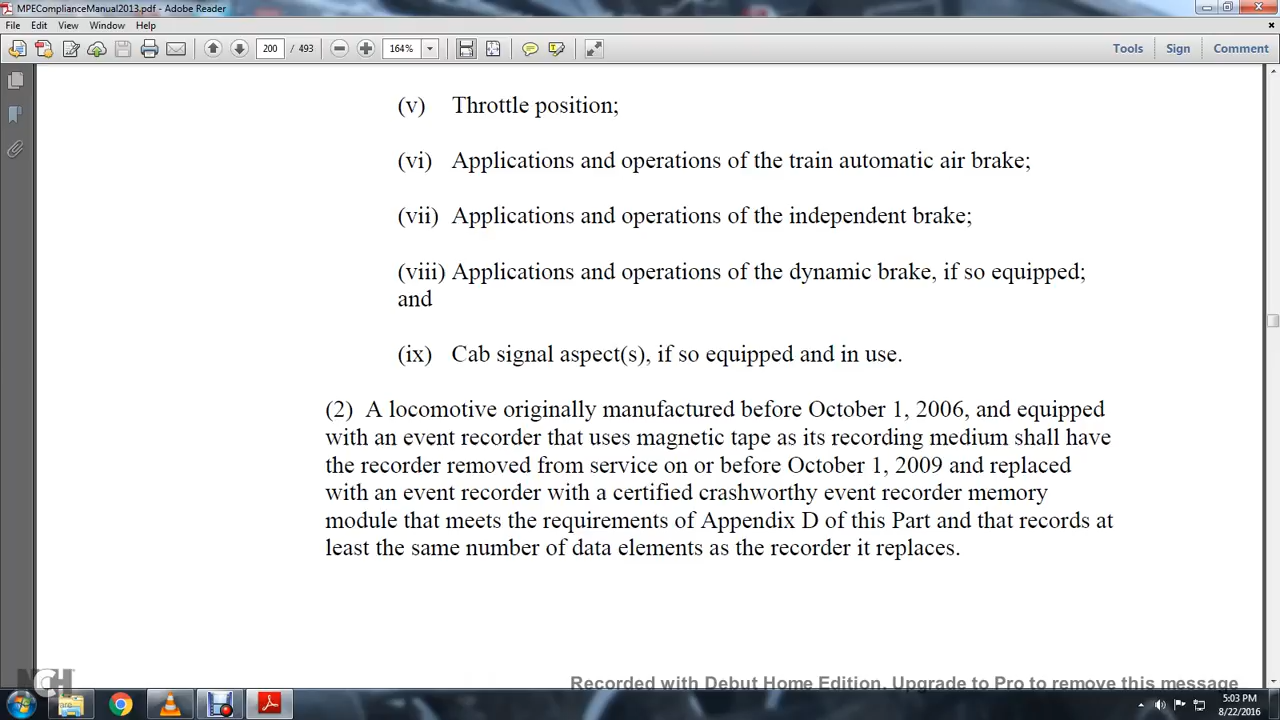 MPEComplianceManual2013.pdf - Adobe Reader
File Edit View Window Help
200 / 493 164% Tools Sign Comment
(v) Throttle position;
(vi) Applications and operations of the train automatic air brake;
(vii) Applications and operations of the independent brake;
(viii) Applications and operations of the dynamic brake, if so equipped;
and
(ix) Cab signal aspect(s), if so equipped and in use.
(2) A locomotive originally manufactured before October 1, 2006, and equipped
with an event recorder that uses magnetic tape as its recording medium shall have
the recorder removed from service on or before October 1, 2009 and replaced
with an event recorder with a certified crashworthy event recorder memory
module that meets the requirements of Appendix D of this Part and that records at
least the same number of data elements as the recorder it replaces.
NCH
Recorded with Debut Home Edition. Upgrade to Pro to remove this message
5:03 PM
8/22/2016